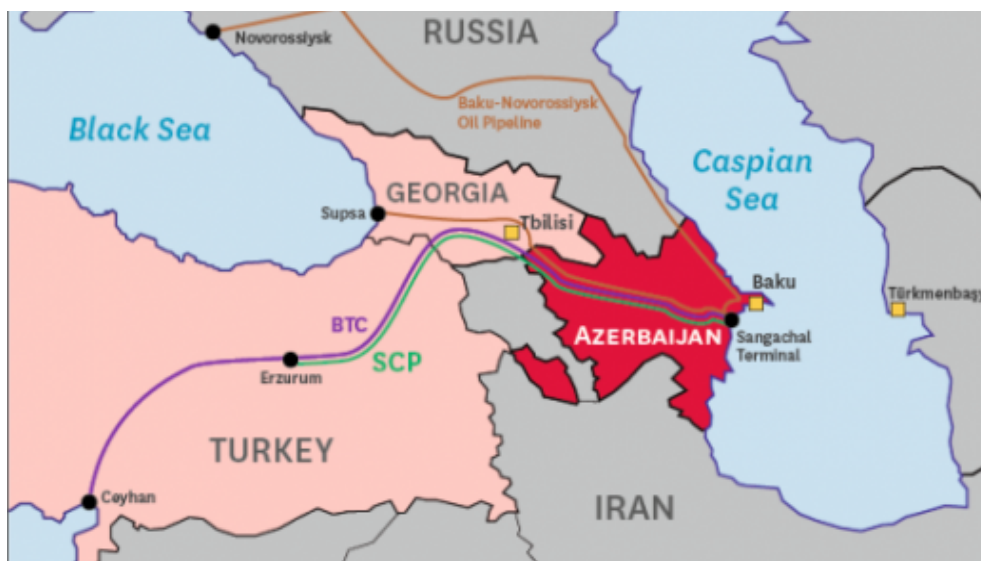 Novorossiysk
RUSSIA
Baku-Novorossiysk
Oil Pipeline
Black Sea
Caspian
Sea
GEORGIA
Supsa
Tbilisi
Baku
Türkmenbaşy
BTC
AZERBAIJAN
Sangachal
Terminal
SCP
Erzurum
TURKEY
Ceyhan
IRAN